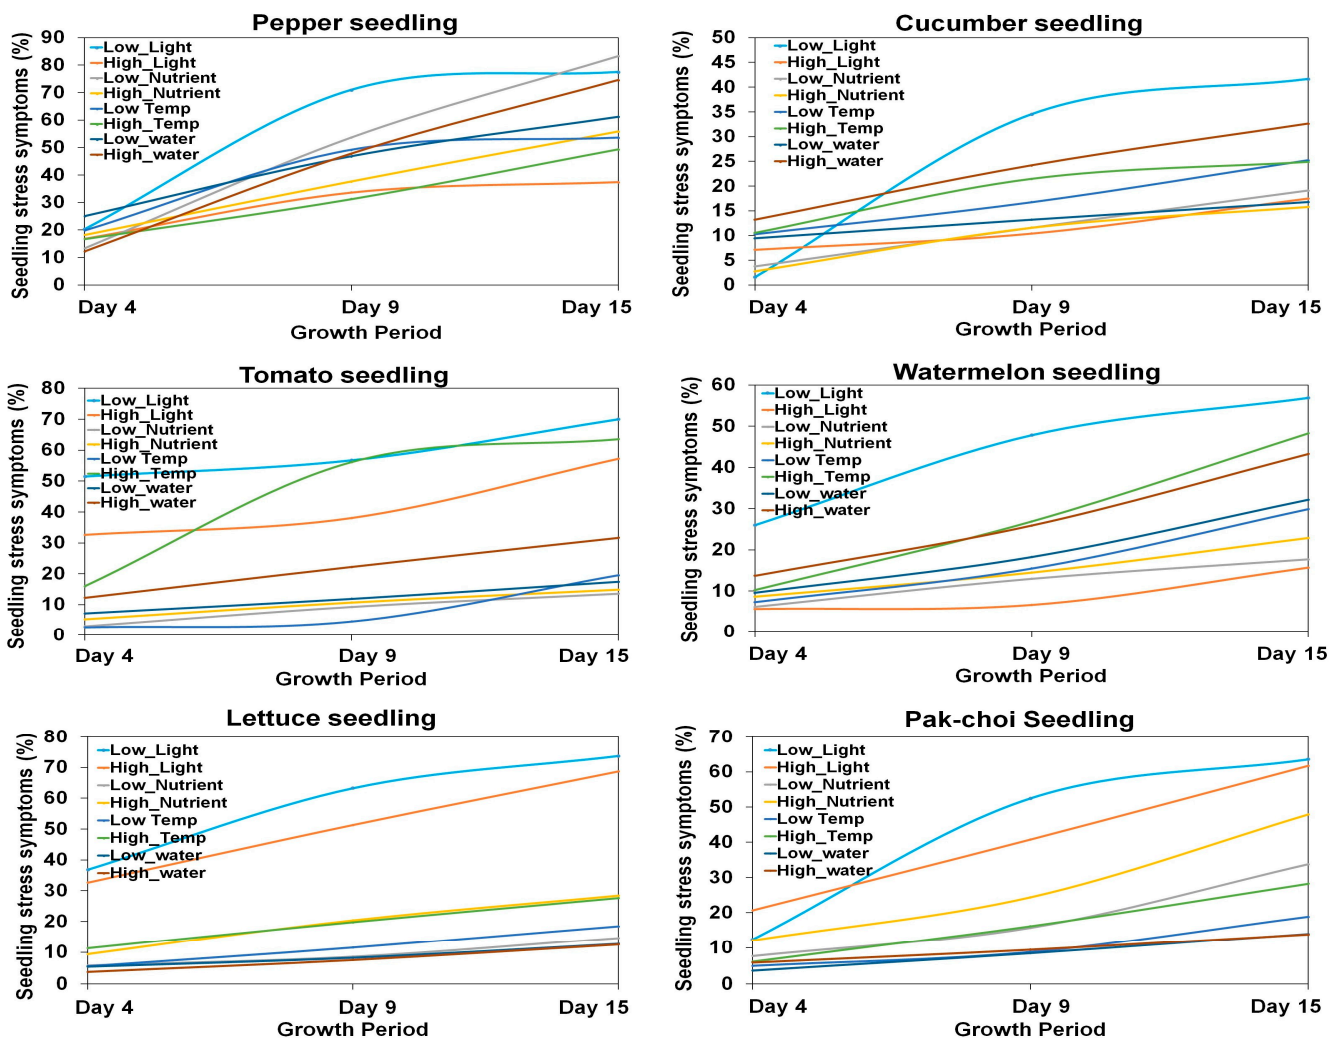 Pepper seedling
Seedling stress symptoms (%)
90
80
70
60
50
40
30
20
10
0
Low_Light
High_Light
Low_Nutrient
High_Nutrient
Low Temp
High_Temp
Low_water
High_water
Day 4
Day 9
Day 15
Growth Period
Cucumber seedling
Seedling stress symptoms (%)
50
45
40
35
30
25
20
15
10
5
0
Low_Light
High_Light
Low_Nutrient
High_Nutrient
Low Temp
High_Temp
Low_water
High_water
Day 4
Day 9
Day 15
Growth Period
Tomato seedling
Seedling stress symptoms (%)
80
70
60
50
40
30
20
10
0
Low_Light
High_Light
Low_Nutrient
High_Nutrient
Low Temp
High_Temp
Low_water
High_water
Day 4
Day 9
Day 15
Growth Period
Watermelon seedling
Seedling stress symptoms (%)
60
50
40
30
20
10
0
Low_Light
High_Light
Low_Nutrient
High_Nutrient
Low Temp
High_Temp
Low_water
High_water
Day 4
Day 9
Day 15
Growth Period
Lettuce seedling
Seedling stress symptoms (%)
80
70
60
50
40
30
20
10
0
Low_Light
High_Light
Low_Nutrient
High_Nutrient
Low Temp
High_Temp
Low_water
High_water
Day 4
Day 9
Day 15
Growth Period
Pak-choi Seedling
Seedling stress symptoms (%)
70
60
50
40
30
20
10
0
Low_Light
High_Light
Low_Nutrient
High_Nutrient
Low Temp
High_Temp
Low_water
High_water
Day 4
Day 9
Day 15
Growth Period